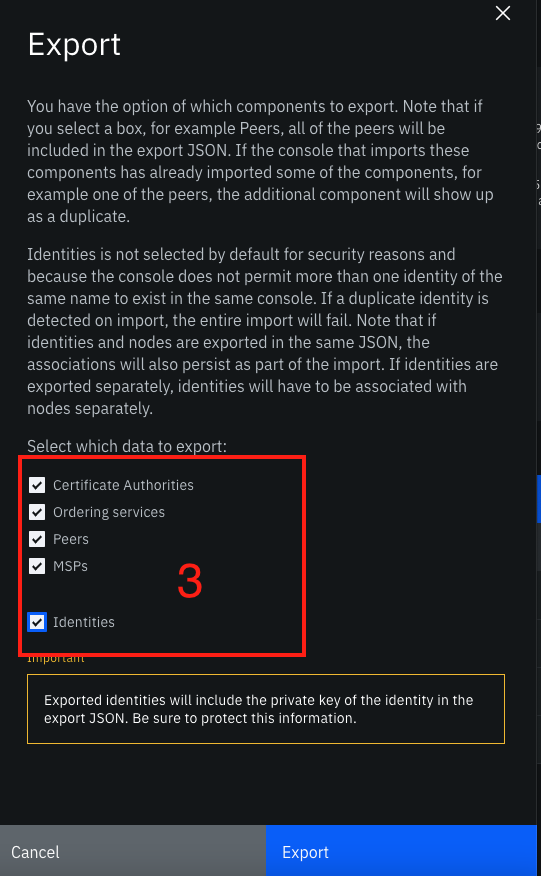 Export
You have the option of which components to export. Note that if
you select a box, for example Peers, all of the peers will be
included in the export JSON. If the console that imports these
components has already imported some of the components, for
example one of the peers, the additional component will show up
as a duplicate.
Identities is not selected by default for security reasons and
because the console does not permit more than one identity of the
same name to exist in the same console. If a duplicate identity is
detected on import, the entire import will fail. Note that if
identities and nodes are exported in the same JSON, the
associations will also persist as part of the import. If identities are
exported separately, identities will have to be associated with
nodes separately.
Select which data to export:
Certificate Authorities
Ordering services
Peers
MSPs
3
Identities
Important
Exported identities will include the private key of the identity in the
export JSON. Be sure to protect this information.
Cancel
Export